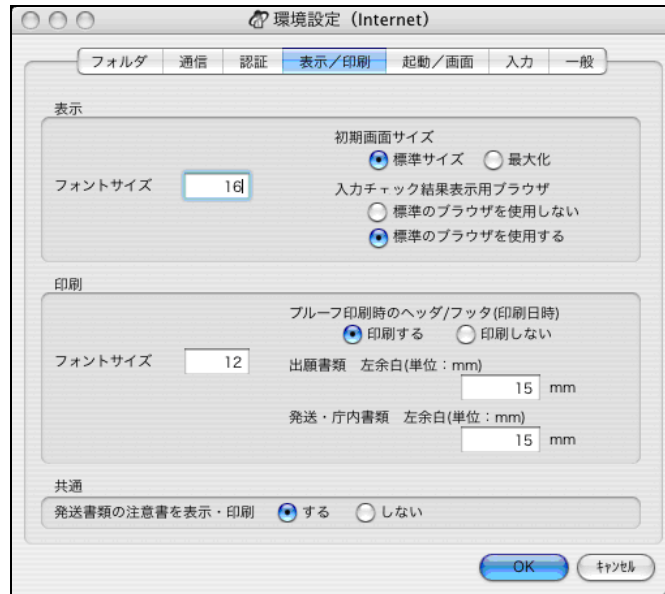 環境設定（Internet）
フォルダ 通信 認証 表示／印刷 起動／画面 入力 一般
表示
初期画面サイズ
標準サイズ 最大化
フォントサイズ 16
入力チェック結果表示用ブラウザ
標準のブラウザを使用しない
標準のブラウザを使用する
印刷
プルーフ印刷時のヘッダ/フッタ(印刷日時)
印刷する 印刷しない
フォントサイズ 12
出願書類 左余白(単位：mm)
15 mm
発送・庁内書類 左余白(単位：mm)
15 mm
共通
発送書類の注意書を表示・印刷 する しない
OK ｷｬﾝｾﾙ